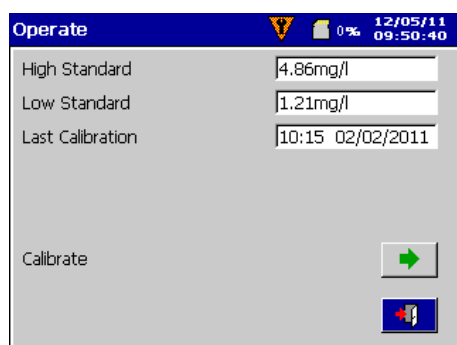 Operate 0% 12/05/11
09:50:40
High Standard 4.86mg/l
Low Standard 1.21mg/l
Last Calibration 10:15 02/02/2011
Calibrate